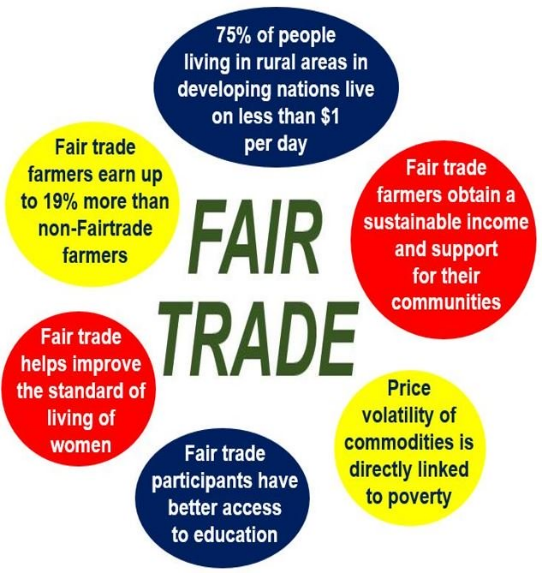 75% of people
living in rural areas in
developing nations live
on less than $1
per day
Fair trade
farmers earn up
to 19% more than
non-Fairtrade
farmers
Fair trade
farmers obtain a
sustainable income
and support
for their
communities
FAIR
TRADE
Fair trade
helps improve
the standard of
living of
women
Price
volatility of
commodities is
directly linked
to poverty
Fair trade
participants have
better access
to education